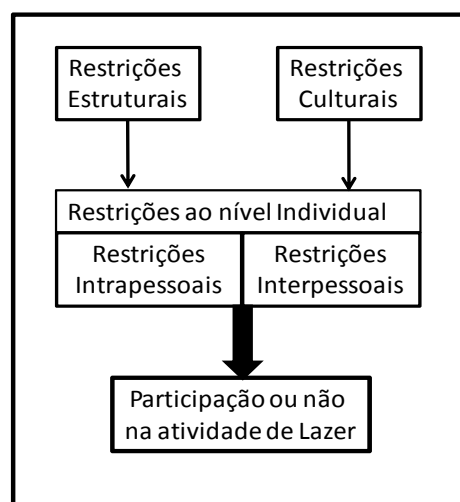 Restrições
Estruturais
Restrições
Culturais
Restrições ao nível Individual
Restrições
Intrapessoais
Restrições
Interpessoais
Participação ou não
na atividade de Lazer